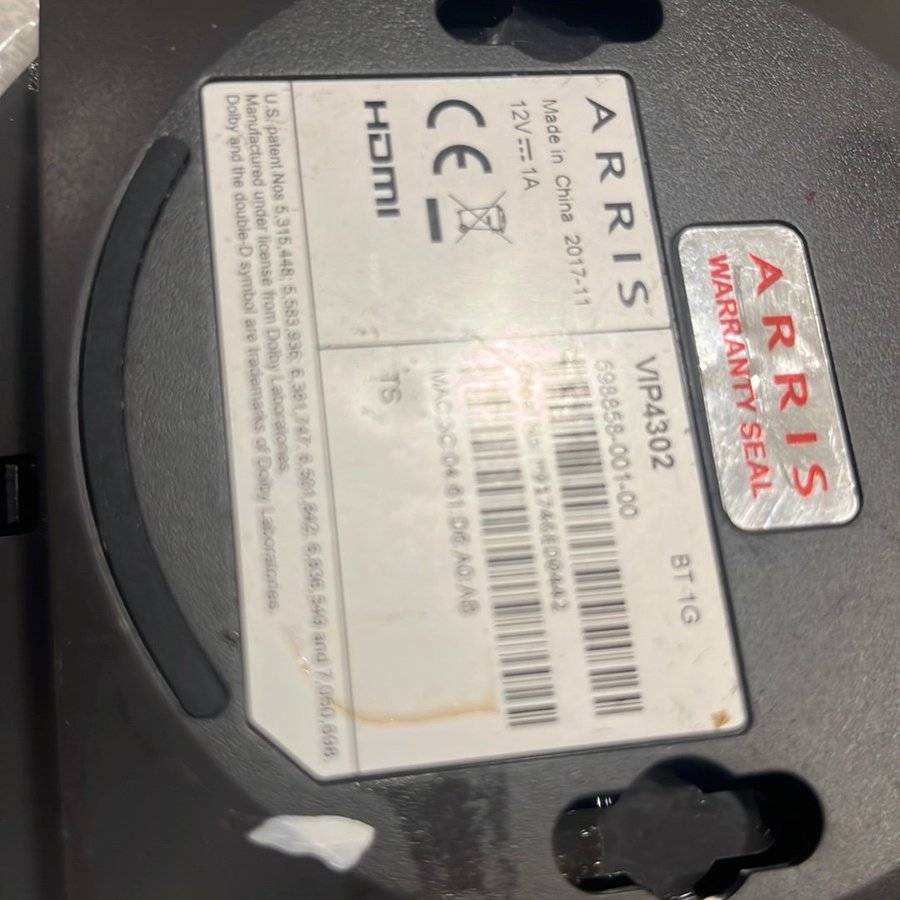 ARRIS
Made in China 2017-11
12V 1A
CE
HDMI
VIP4302
BT 1G
598858-001-00
TS
U.S. patent Nos 5,315,448; 5,583,936; 6,381,747; 6,501,842; 6,836,549 and 7,050,698.
Manufactured under license from Dolby Laboratories.
Dolby and the double-D symbol are trademarks of Dolby Laboratories.
ARRIS
WARRANTY SEAL